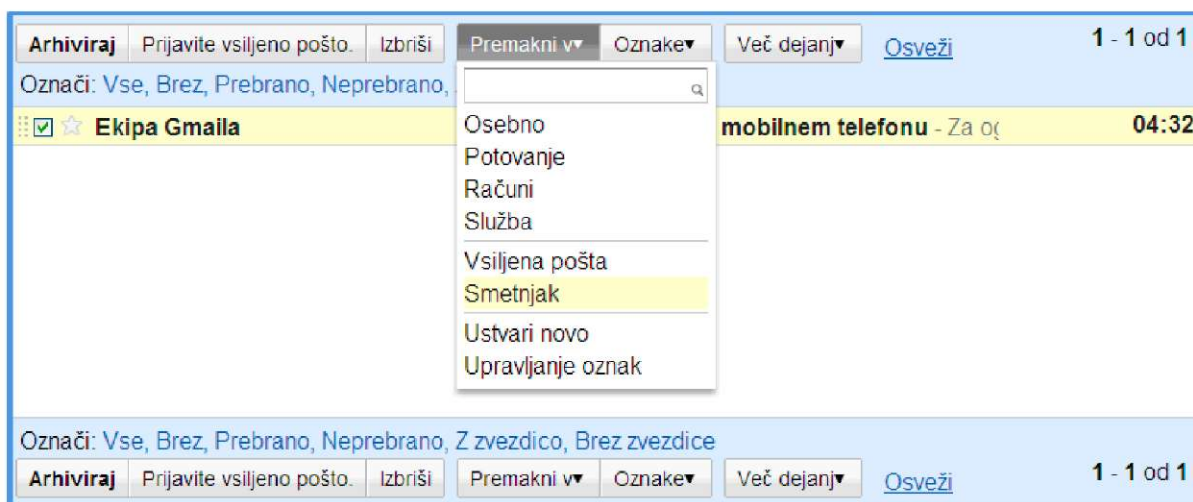 Arhiviraj Prijavite vsiljeno pošto. Izbriši Premakni v▾ Oznake▾ Več dejanj▾ Osveži 1 - 1 od 1
Označi: Vse, Brez, Prebrano, Neprebrano,
Ekipa Gmaila mobilnem telefonu - Za 04:32
Osebno
Potovanje
Računi
Služba
Vsiljena pošta
Smetnjak
Ustvari novo
Upravljanje oznak
Označi: Vse, Brez, Prebrano, Neprebrano, Z zvezdico, Brez zvezdice
Arhiviraj Prijavite vsiljeno pošto. Izbriši Premakni v▾ Oznake▾ Več dejanj▾ Osveži 1 - 1 od 1